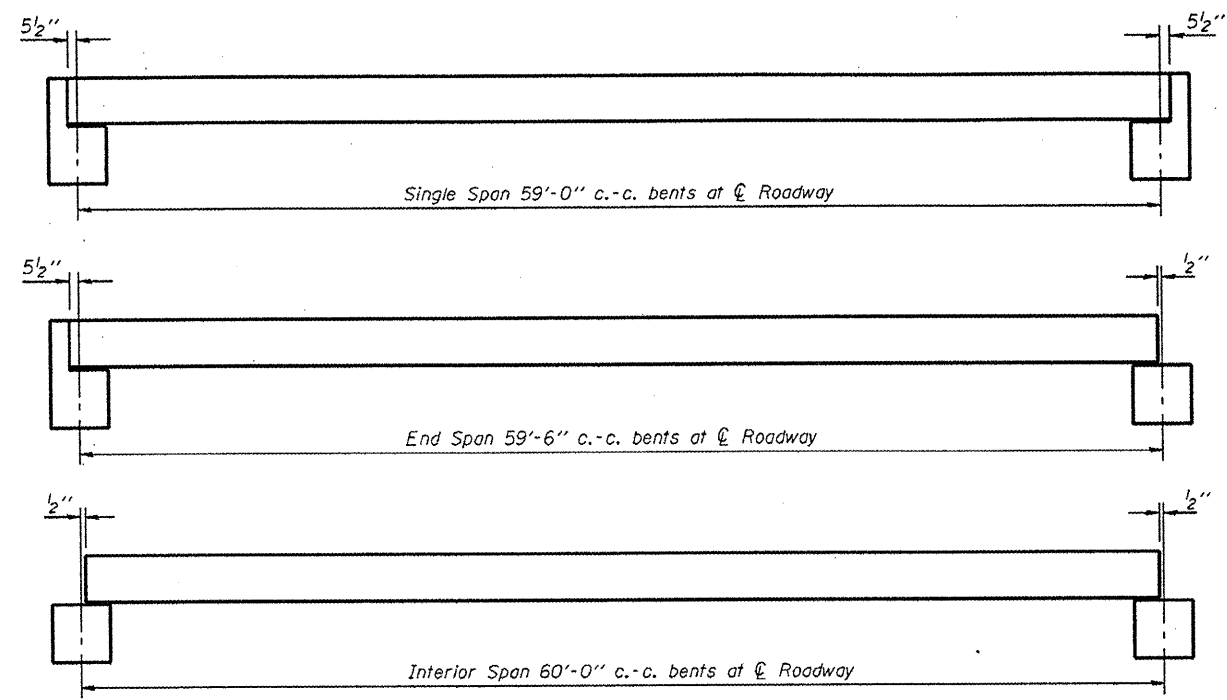 5½" 5½"
Single Span 59'-0" c.-c. bents at ℄ Roadway
5½" ½"
End Span 59'-6" c.-c. bents at ℄ Roadway
½" ½"
Interior Span 60'-0" c.-c. bents at ℄ Roadway